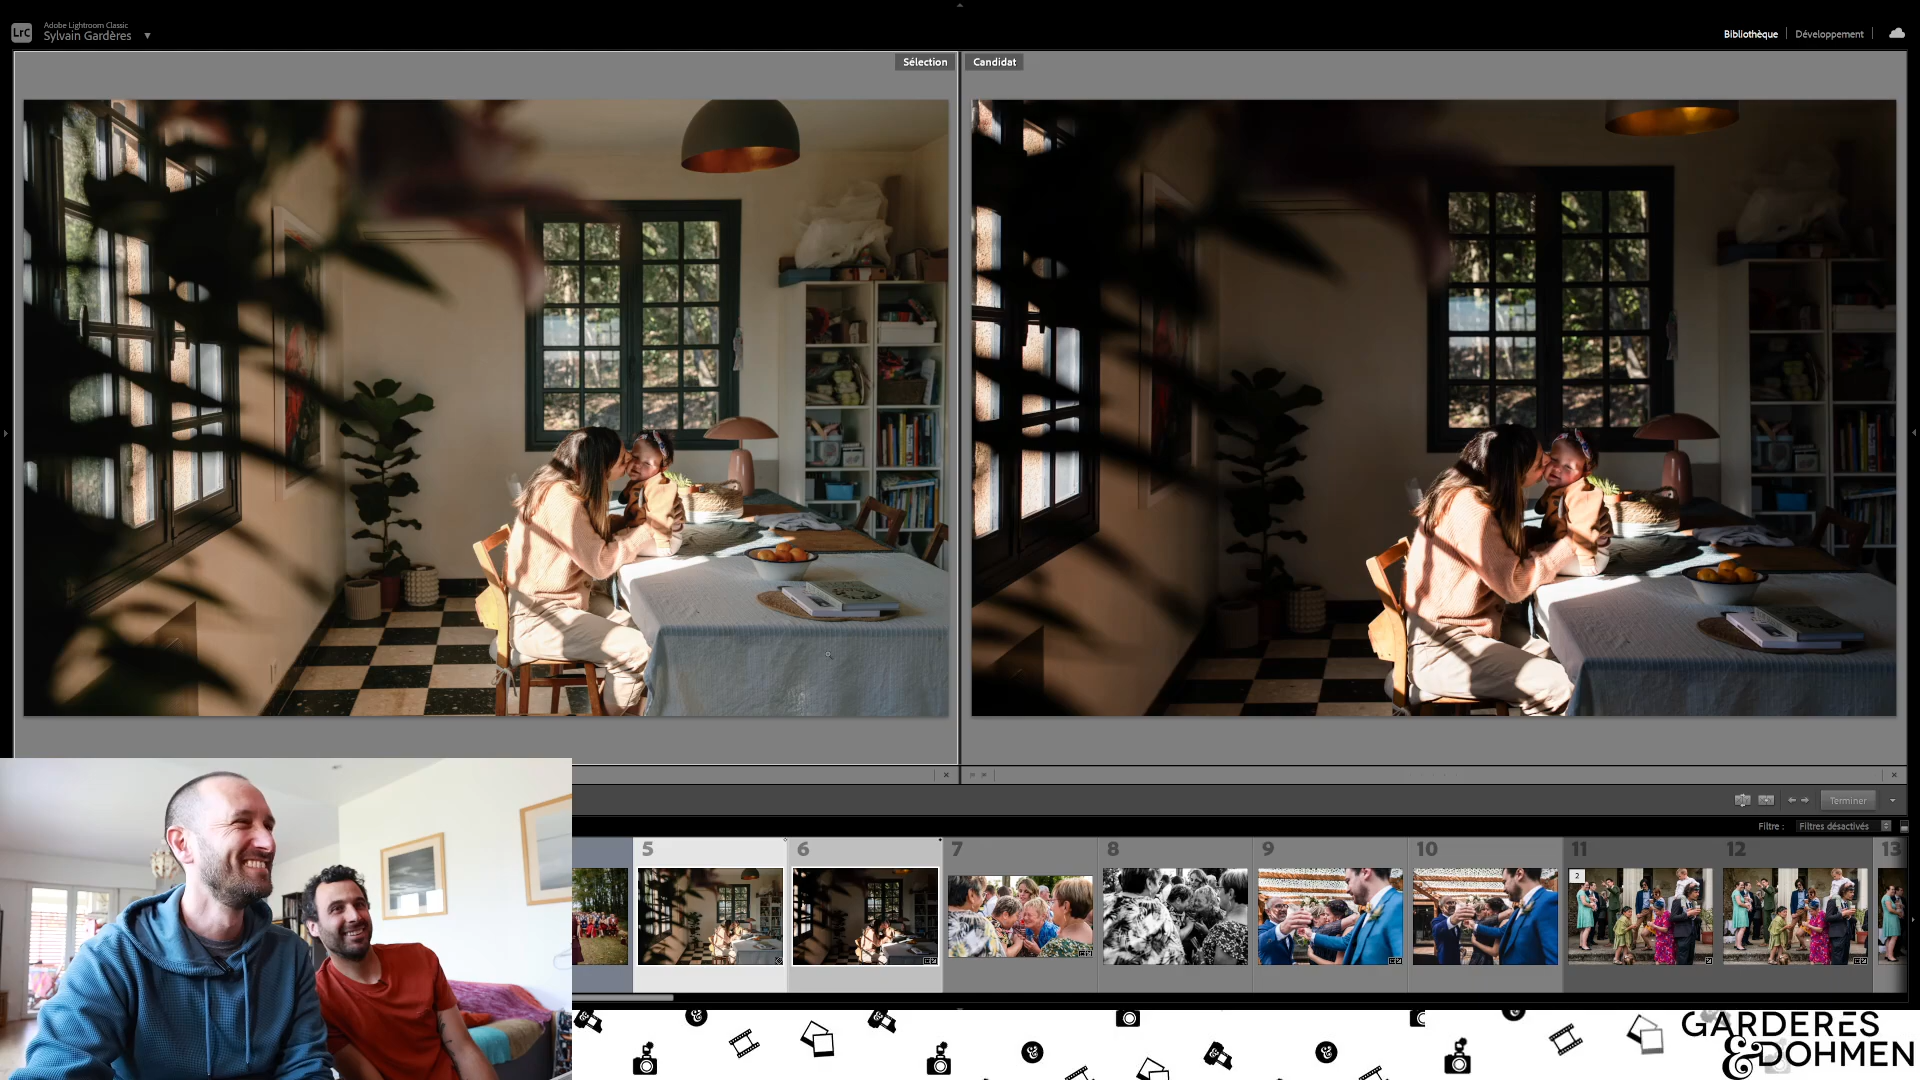 LrC
Adobe Lightroom Classic
Sylvain Gardères
Bibliothèque
Développement
Sélection
Candidat
Terminer
Filtre :
Filtres désactivés
5
6
7
8
9
10
11
12
13
2
GARDERES
&DOHMEN